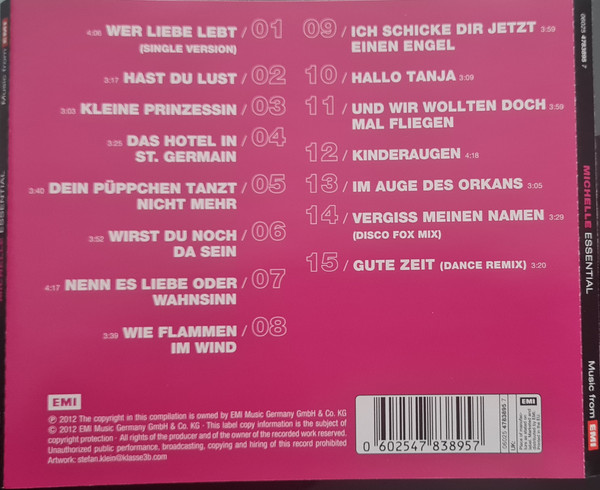 4:06 WER LIEBE LEBT / 01
(SINGLE VERSION)
3:17 HAST DU LUST / 02
3:03 KLEINE PRINZESSIN / 03
3:25 DAS HOTEL IN / 04
ST. GERMAIN
3:40 DEIN PÜPPCHEN TANZT / 05
NICHT MEHR
3:52 WIRST DU NOCH / 06
DA SEIN
4:17 NENN ES LIEBE ODER / 07
WAHNSINN
3:39 WIE FLAMMEN / 08
IM WIND
09 / ICH SCHICKE DIR JETZT 3:59
EINEN ENGEL
10 / HALLO TANJA 3:09
11 / UND WIR WOLLTEN DOCH 3:59
MAL FLIEGEN
12 / KINDERAUGEN 4:18
13 / IM AUGE DES ORKANS 3:05
14 / VERGISS MEINEN NAMEN 3:29
(DISCO FOX MIX)
15 / GUTE ZEIT (DANCE REMIX) 3:20
EMI
℗ 2012 The copyright in this compilation is owned by EMI Music Germany GmbH & Co. KG
© 2012 EMI Music Germany GmbH & Co. KG · This label copy information is the subject of
copyright protection · All rights of the producer and of the owner of the recorded work reserved.
Unauthorized public performance, broadcasting, copying and hiring of this record prohibited
Artwork: stefan.klein@klasse3b.com
0 602547 838957
06025 4783895 7
EMI
06025 4783895 7
MICHELLE ESSENTIAL
Music from EMI
Music from EMI
MICHELLE ESSENTIAL